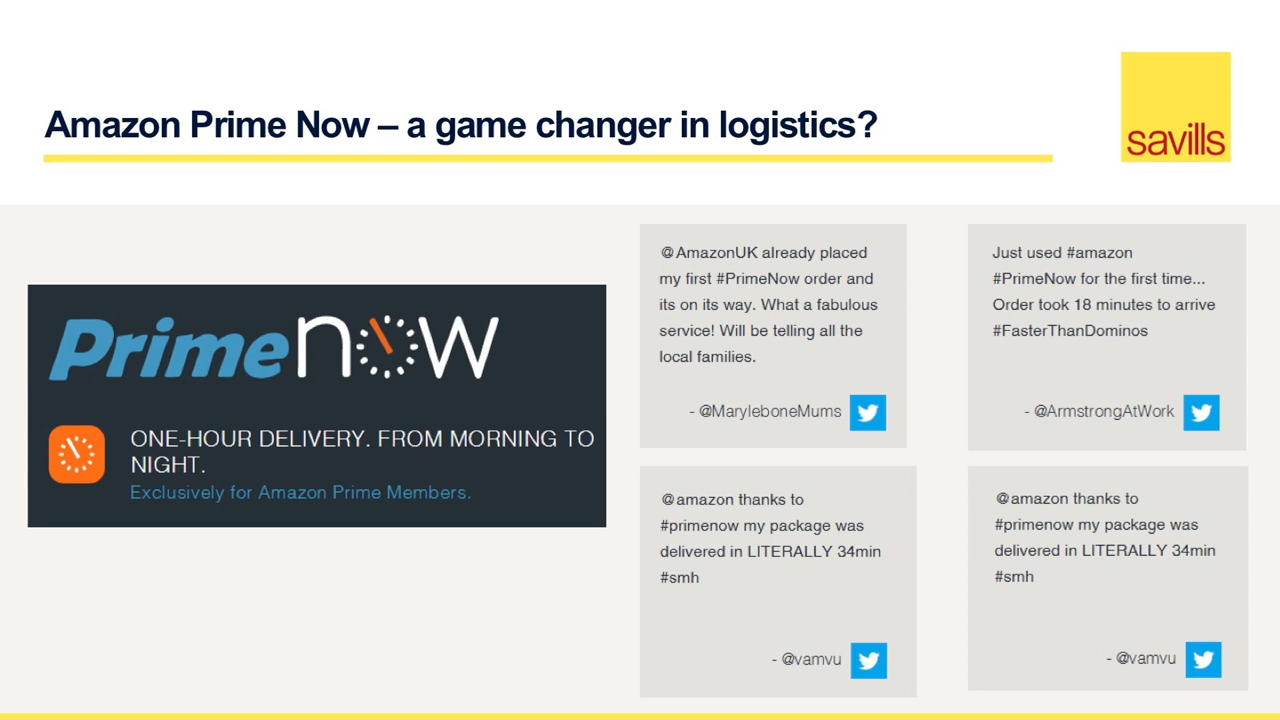 Amazon Prime Now – a game changer in logistics?
savills
Prime now
ONE-HOUR DELIVERY. FROM MORNING TO
NIGHT.
Exclusively for Amazon Prime Members.
@AmazonUK already placed
my first #PrimeNow order and
its on its way. What a fabulous
service! Will be telling all the
local families.
- @MaryleboneMums
Just used #amazon
#PrimeNow for the first time...
Order took 18 minutes to arrive
#FasterThanDominos
- @ArmstrongAtWork
@amazon thanks to
#primenow my package was
delivered in LITERALLY 34min
#smh
- @vamvu
@amazon thanks to
#primenow my package was
delivered in LITERALLY 34min
#smh
- @vamvu